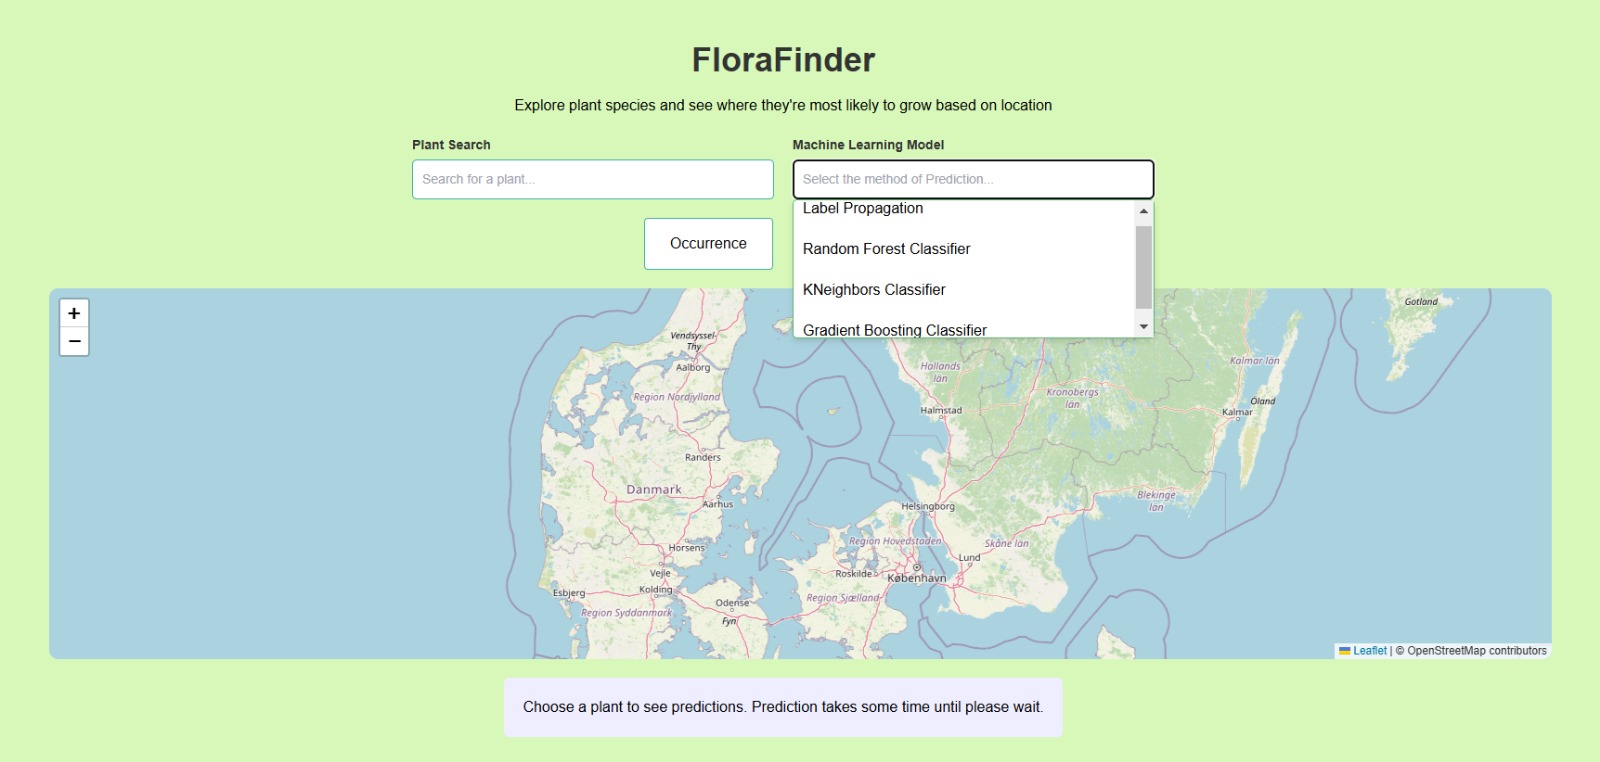 FloraFinder
Explore plant species and see where they're most likely to grow based on location
Plant Search
Machine Learning Model
Search for a plant...
Select the method of Prediction...
Label Propagation
Random Forest Classifier
KNeighbors Classifier
Gradient Boosting Classifier
Occurrence
+
−
Vendsyssel-
Thy
Aalborg
Region Nordjylland
Randers
Danmark
Aarhus
Horsens
Vejle
Kolding
Esbjerg
Region Syddanmark
Odense
Fyn
Roskilde
Region Hovedstaden
København
Region Sjælland
Hallands
län
Halmstad
Kronobergs
län
Kalmar län
Öland
Kalmar
Gotland
Blekinge
län
Helsingborg
Skåne län
Lund
Leaflet | © OpenStreetMap contributors
Choose a plant to see predictions. Prediction takes some time until please wait.